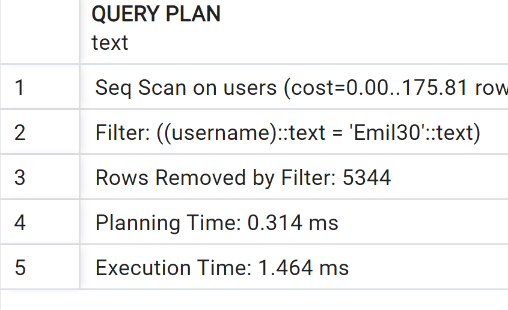 QUERY PLAN
text
1 Seq Scan on users (cost=0.00..175.81 row
2 Filter: ((username)::text = 'Emil30'::text)
3 Rows Removed by Filter: 5344
4 Planning Time: 0.314 ms
5 Execution Time: 1.464 ms